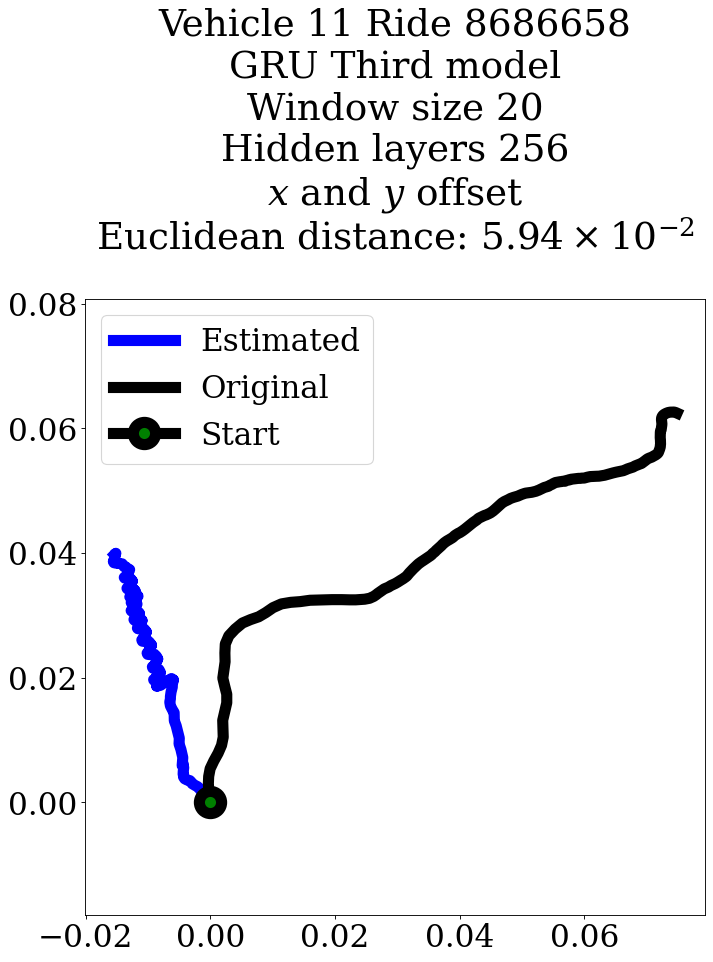 Vehicle 11 Ride 8686658
GRU Third model
Window size 20
Hidden layers 256
x and y offset
Euclidean distance: 5.94 × 10⁻²
0.08
0.06
0.04
0.02
0.00
Estimated
Original
Start
−0.02 0.00 0.02 0.04 0.06